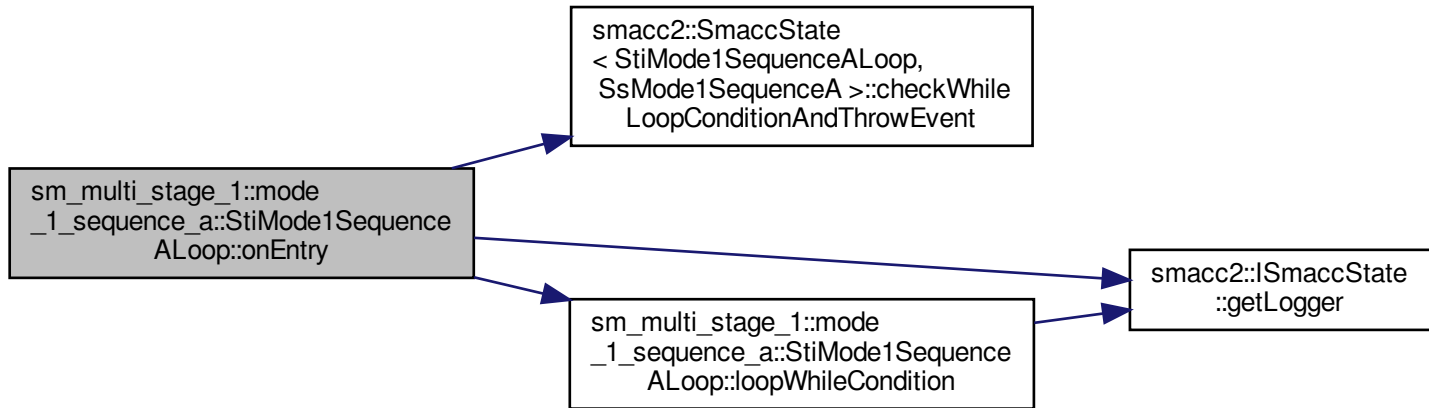 sm_multi_stage_1::mode
_1_sequence_a::StiMode1Sequence
ALoop::onEntry
smacc2::SmaccState
< StiMode1SequenceALoop,
SsMode1SequenceA >::checkWhile
LoopConditionAndThrowEvent
smacc2::ISmaccState
::getLogger
sm_multi_stage_1::mode
_1_sequence_a::StiMode1Sequence
ALoop::loopWhileCondition